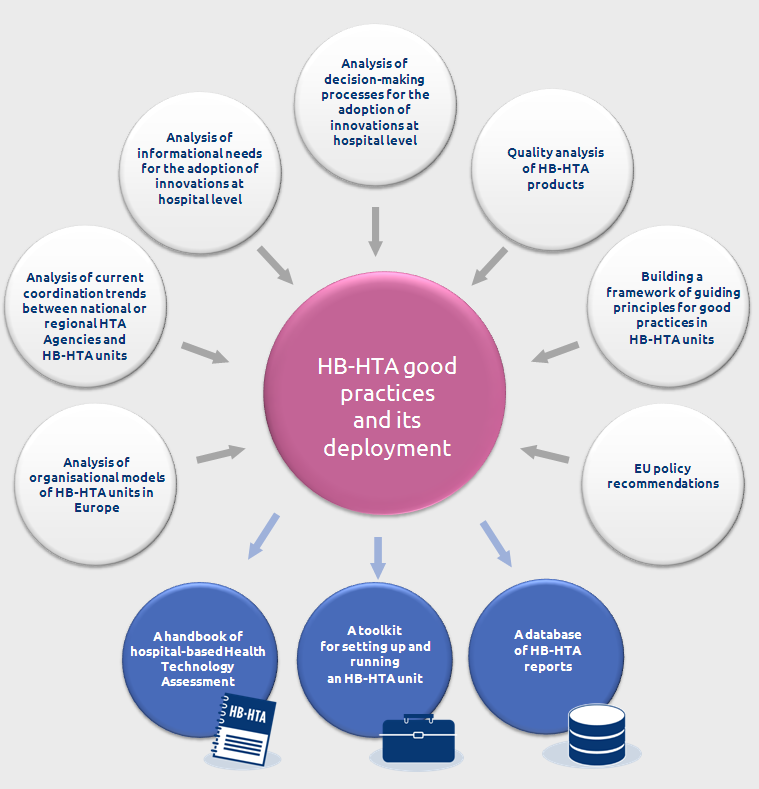 Analysis of
decision-making
processes for the
adoption of
innovations at
hospital level
Analysis of
informational needs
for the adoption of
innovations at
hospital level
Quality analysis
of HB-HTA
products
Analysis of current
coordination trends
between national or
regional HTA
Agencies and
HB-HTA units
Building a
framework of guiding
principles for good
practices in
HB-HTA units
HB-HTA good
practices
and its
deployment
Analysis of
organisational models
of HB-HTA units in
Europe
EU policy
recommendations
A handbook of
hospital-based Health
Technology
Assessment
HB-HTA
A toolkit
for setting up and
running
an HB-HTA unit
A database
of HB-HTA
reports